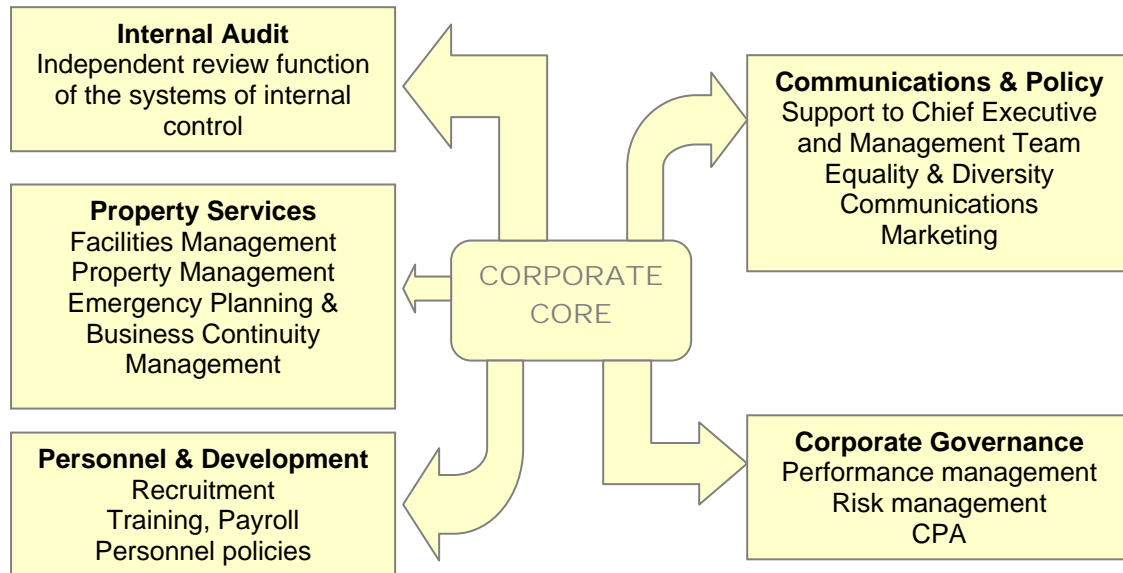 Internal Audit
Independent review function
of the systems of internal
control
Property Services
Facilities Management
Property Management
Emergency Planning &
Business Continuity
Management
Personnel & Development
Recruitment
Training, Payroll
Personnel policies
CORPORATE
CORE
Communications & Policy
Support to Chief Executive
and Management Team
Equality & Diversity
Communications
Marketing
Corporate Governance
Performance management
Risk management
CPA